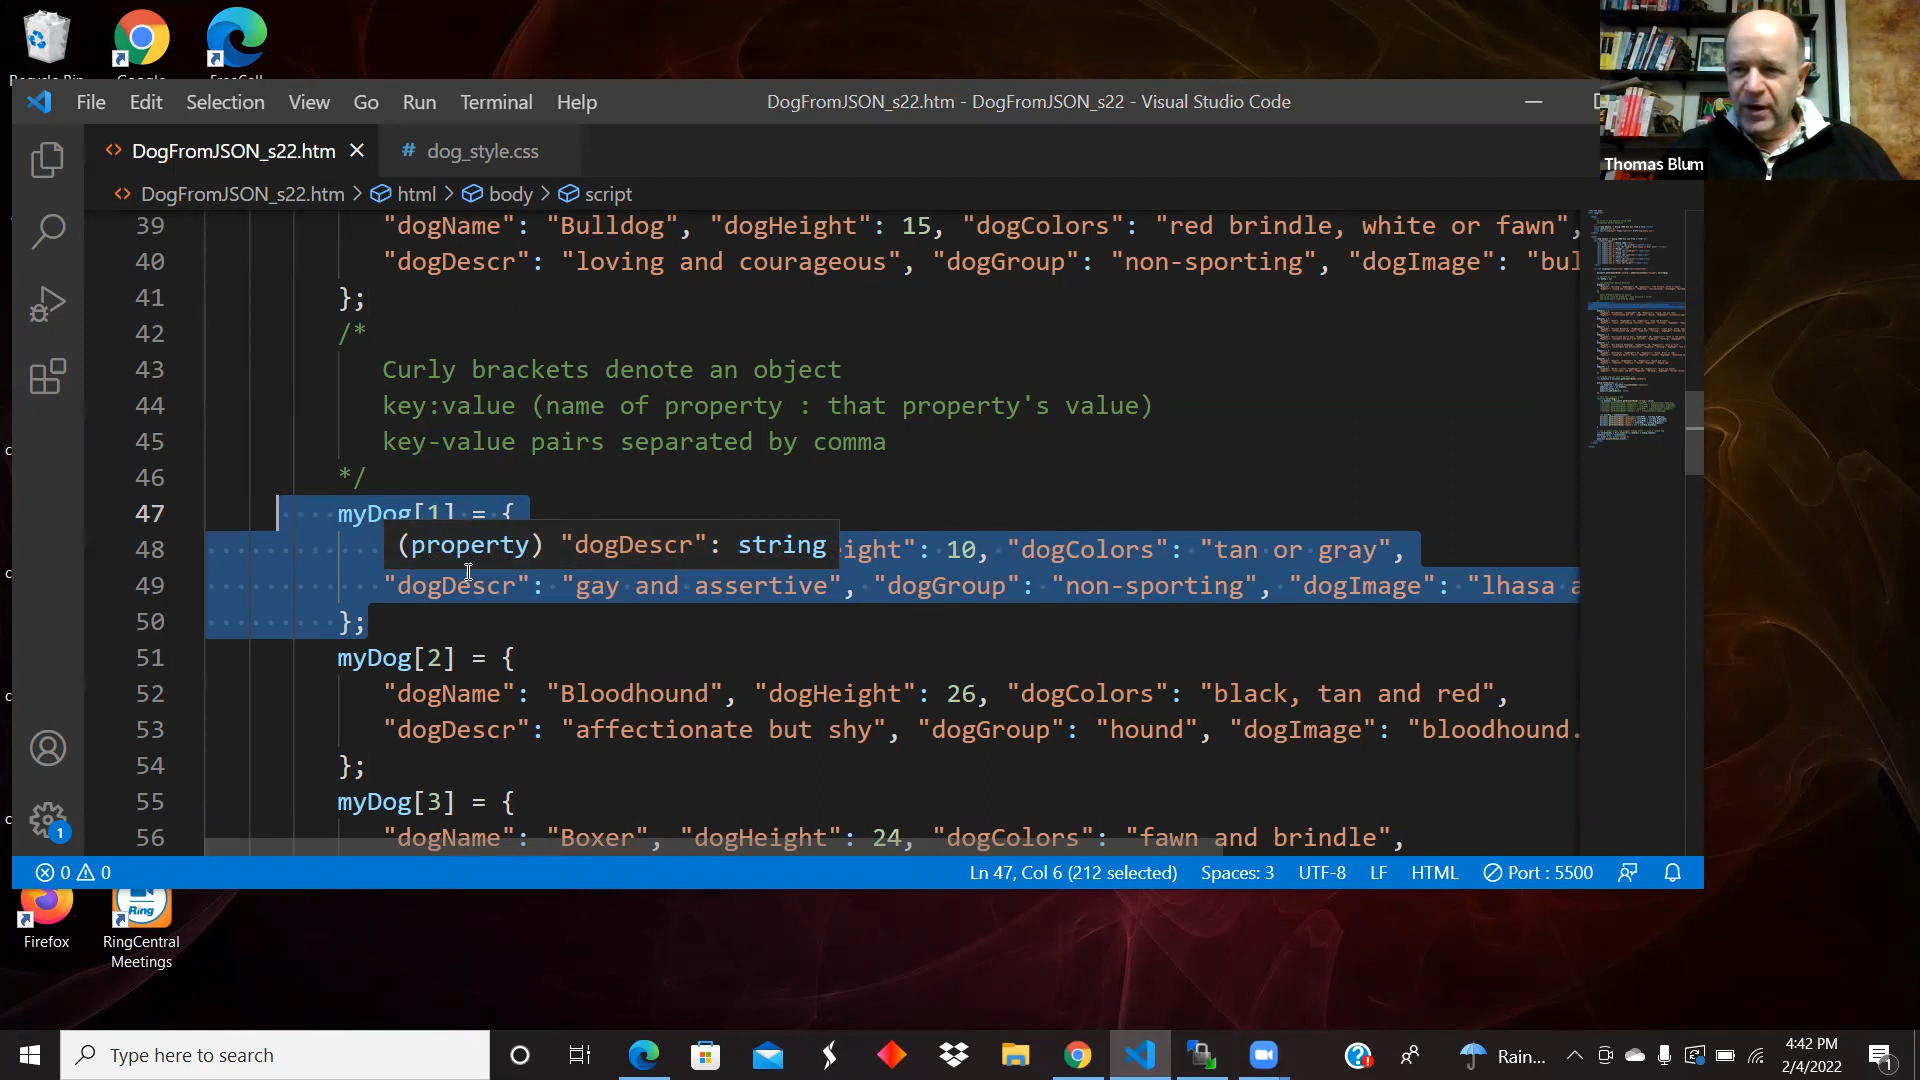 Recycle Bin
Google
FreeCell
File Edit Selection View Go Run Terminal Help
DogFromJSON_s22.htm - DogFromJSON_s22 - Visual Studio Code
DogFromJSON_s22.htm
# dog_style.css
DogFromJSON_s22.htm > html > body > script
Thomas Blum
39 "dogName": "Bulldog", "dogHeight": 15, "dogColors": "red brindle, white or fawn",
40 "dogDescr": "loving and courageous", "dogGroup": "non-sporting", "dogImage": "bul
41 };
42 /*
43 Curly brackets denote an object
44 key:value (name of property : that property's value)
45 key-value pairs separated by comma
46 */
47 myDog[1] = {
(property) "dogDescr": string
48 ight": 10, "dogColors": "tan or gray",
49 "dogDescr": "gay and assertive", "dogGroup": "non-sporting", "dogImage": "lhasa a
50 };
51 myDog[2] = {
52 "dogName": "Bloodhound", "dogHeight": 26, "dogColors": "black, tan and red",
53 "dogDescr": "affectionate but shy", "dogGroup": "hound", "dogImage": "bloodhound.
54 };
55 myDog[3] = {
56 "dogName": "Boxer", "dogHeight": 24, "dogColors": "fawn and brindle",
1
0 0
Ln 47, Col 6 (212 selected) Spaces: 3 UTF-8 LF HTML Port : 5500
Ring
Firefox
RingCentral
Meetings
Type here to search
Rain...
4:42 PM
2/4/2022
1